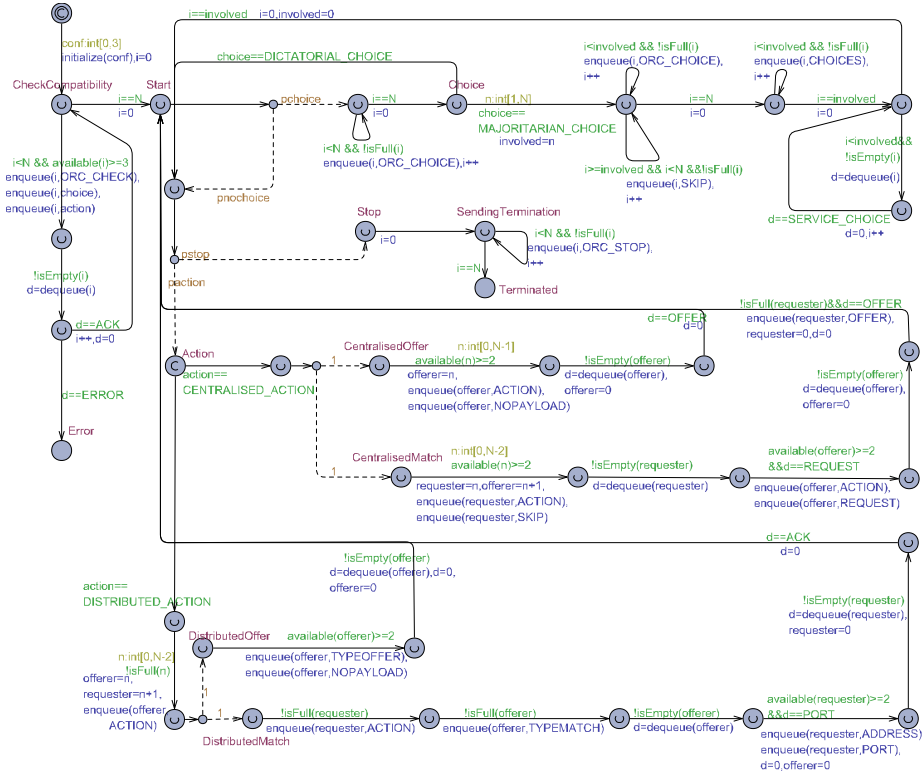 i==involved
i=0,involved=0
conf:int[0,3]
initialize(conf),i=0
choice==DICTATORIAL_CHOICE
i<involved && !isFull(i)
enqueue(i,ORC_CHOICE),
i++
i<involved && !isFull(i)
enqueue(i,CHOICES),
i++
CheckCompatibility
Start
i==N
i=0
pchoice
i==N
i=0
Choice
n:int[1,N]
choice==
MAJORITARIAN_CHOICE
involved=n
i==N
i=0
i==involved
i=0
i<N && !isFull(i)
enqueue(i,ORC_CHOICE),i++
i<involved&&
!isEmpty(i)
d=dequeue(i)
i<N && available(i)>=3
enqueue(i,ORC_CHECK),
enqueue(i,choice),
enqueue(i,action)
i>=involved && i<N &&!isFull(i)
enqueue(i,SKIP),
i++
pnochoice
d==SERVICE_CHOICE
d=0,i++
Stop
i=0
SendingTermination
i<N && !isFull(i)
enqueue(i,ORC_STOP),
i++
pstop
i==N
Terminated
!isEmpty(i)
d=dequeue(i)
paction
d==ACK
i++,d=0
d==OFFER
d=0
!isFull(requester)&&d==OFFER
enqueue(requester,OFFER),
requester=0,d=0
Action
action==
CENTRALISED_ACTION
1
CentralisedOffer
n:int[0,N-1]
available(n)>=2
offerer=n,
enqueue(offerer,ACTION),
enqueue(offerer,NOPAYLOAD)
!isEmpty(offerer)
d=dequeue(offerer),
offerer=0
!isEmpty(offerer)
d=dequeue(offerer),
offerer=0
d==ERROR
Error
1
CentralisedMatch
n:int[0,N-2]
available(n)>=2
requester=n,offerer=n+1,
enqueue(requester,ACTION),
enqueue(requester,SKIP)
!isEmpty(requester)
d=dequeue(requester)
available(offerer)>=2
&&d==REQUEST
enqueue(offerer,ACTION),
enqueue(offerer,REQUEST)
d==ACK
d=0
!isEmpty(offerer)
d=dequeue(offerer),d=0,
offerer=0
action==
DISTRIBUTED_ACTION
!isEmpty(requester)
d=dequeue(requester),
requester=0
DistributedOffer
available(offerer)>=2
enqueue(offerer,TYPEOFFER),
enqueue(offerer,NOPAYLOAD)
n:int[0,N-2]
!isFull(n)
offerer=n,
requester=n+1,
enqueue(offerer,
ACTION)
1
1
DistributedMatch
!isFull(requester)
enqueue(requester,ACTION)
!isFull(offerer)
enqueue(offerer,TYPEMATCH)
!isEmpty(offerer)
d=dequeue(offerer)
available(requester)>=2
&&d==PORT
enqueue(requester,ADDRESS)
enqueue(requester,PORT),
d=0,offerer=0